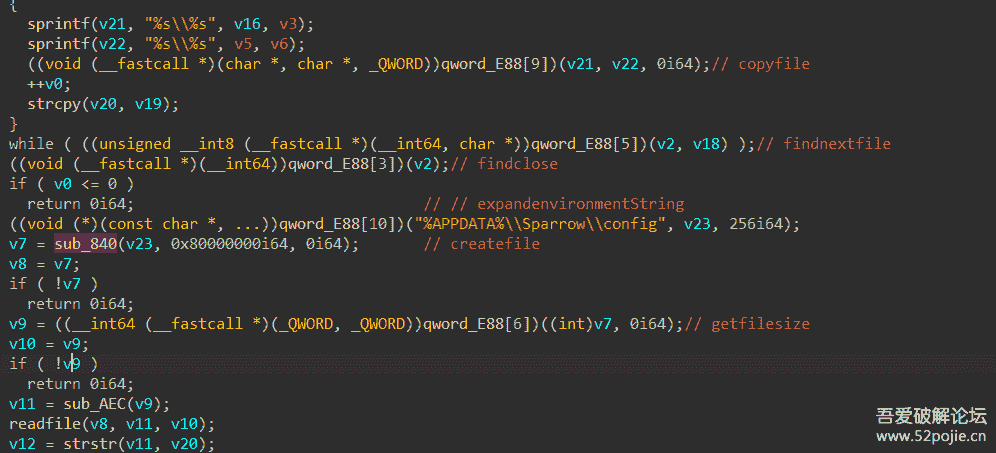 {
sprintf(v21, "%s\\%s", v16, v3);
sprintf(v22, "%s\\%s", v5, v6);
((void (__fastcall *)(char *, char *, _QWORD))qword_E88[9])(v21, v22, 0i64);// copyfile
++v0;
strcpy(v20, v19);
}
while ( ((unsigned __int8 (__fastcall *)(__int64, char *))qword_E88[5])(v2, v18) );// findnextfile
((void (__fastcall *)(__int64))qword_E88[3])(v2);// findclose
if ( v0 <= 0 )
return 0i64; // // expandenvironmentString
((void (*)(const char *, ...))qword_E88[10])("%APPDATA%\\Sparrow\\config", v23, 256i64);
v7 = sub_840(v23, 0x80000000i64, 0i64); // createfile
v8 = v7;
if ( !v7 )
return 0i64;
v9 = ((__int64 (__fastcall *)(_QWORD, _QWORD))qword_E88[6])((int)v7, 0i64);// getfilesize
v10 = v9;
if ( !v9 )
return 0i64;
v11 = sub_AEC(v9);
readfile(v8, v11, v10);
v12 = strstr(v11, v20);
吾爱破解论坛
www.52pojie.cn